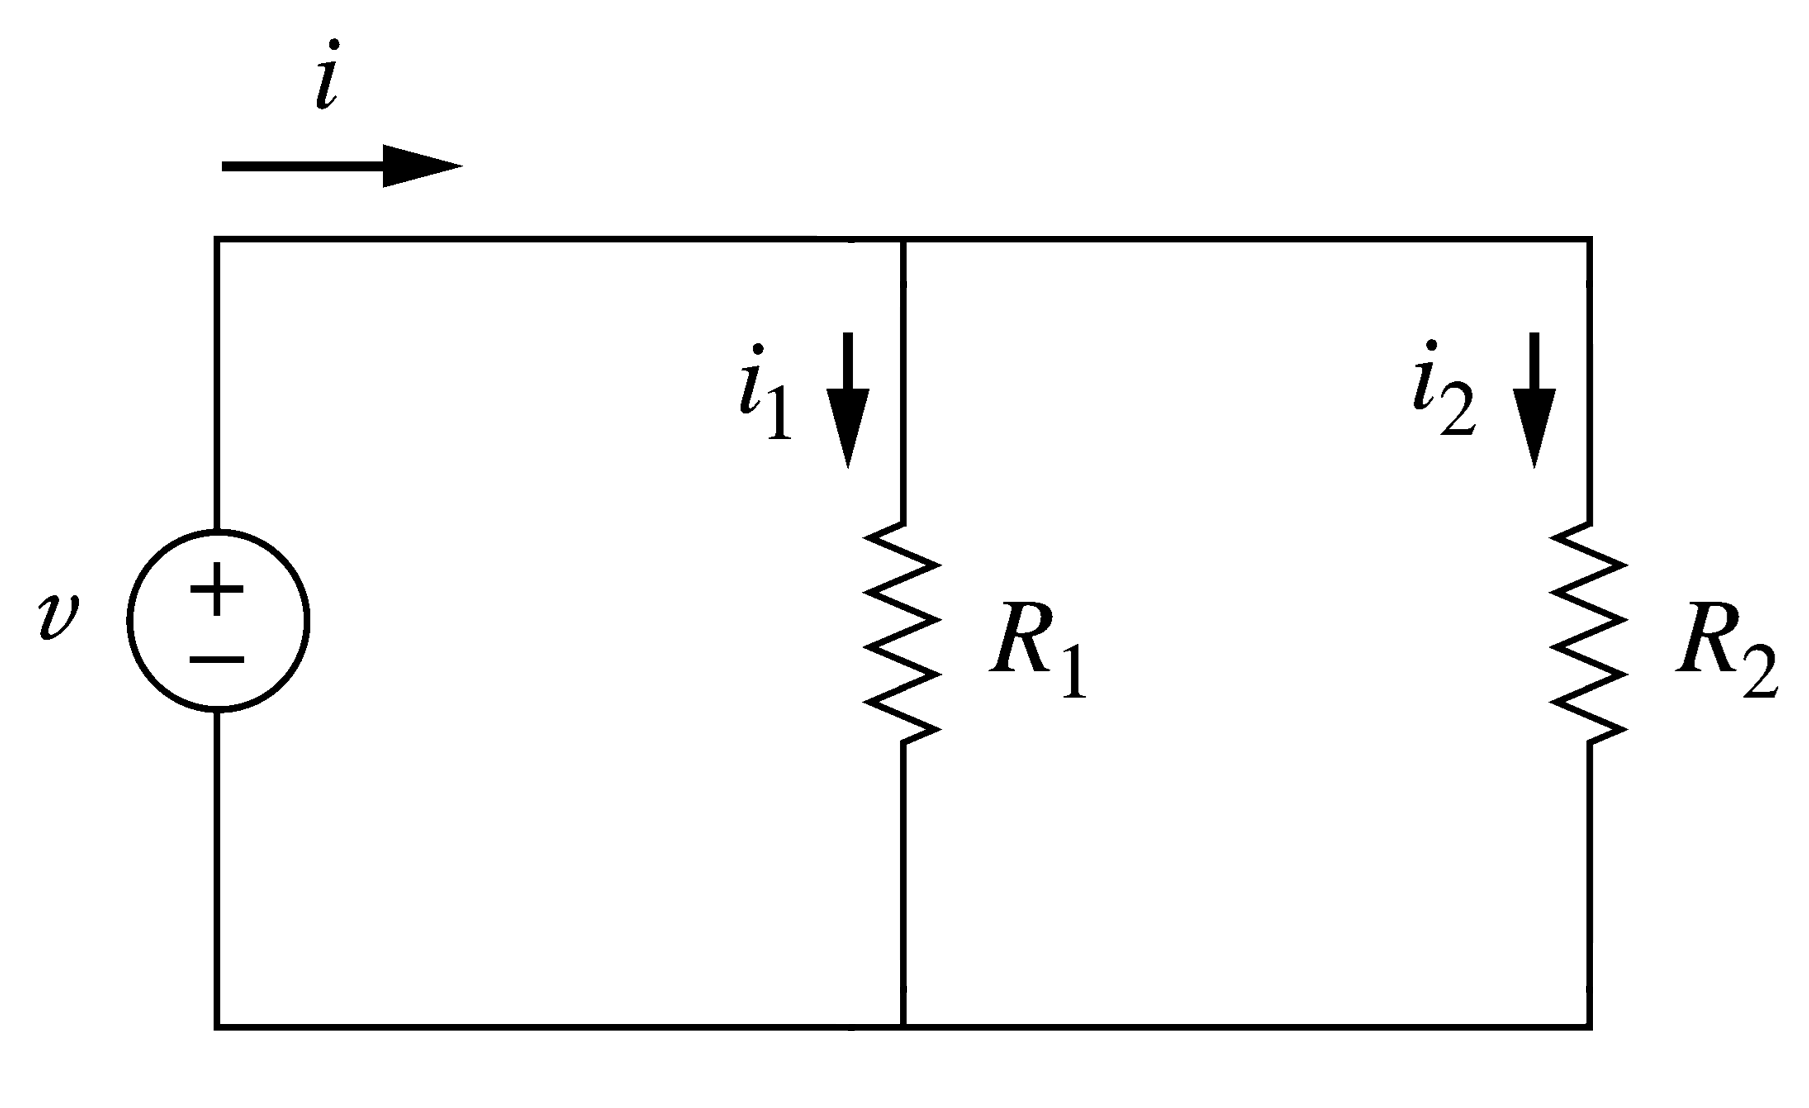 i
i₁
i₂
+
−
v
R₁
R₂